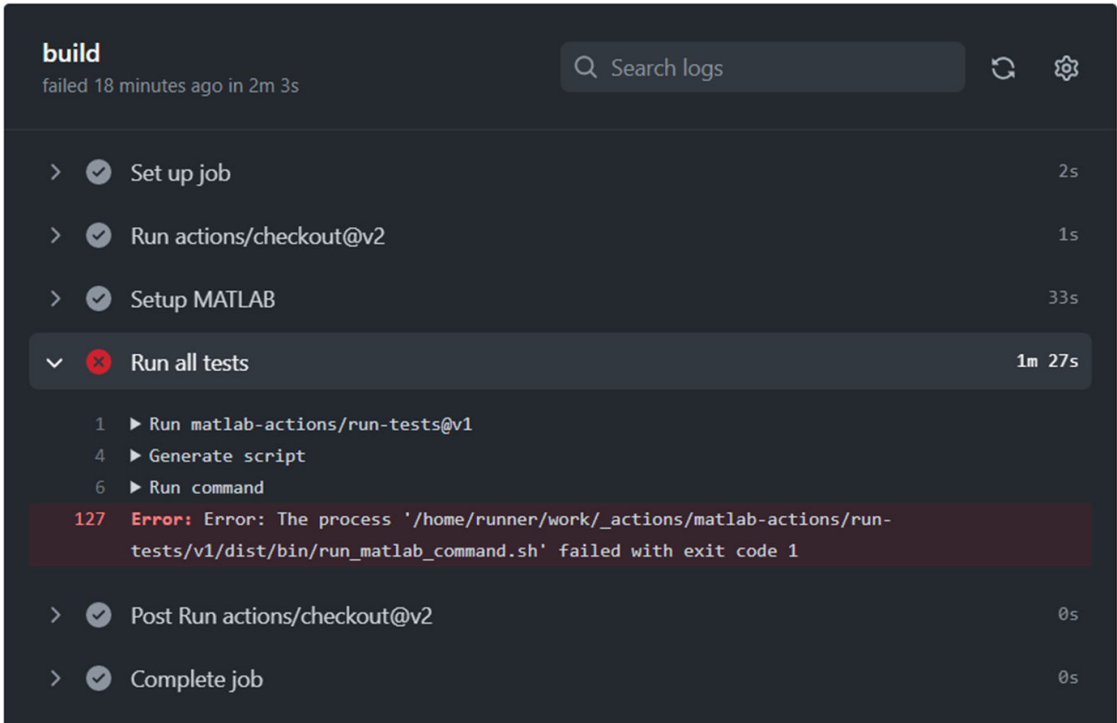 build
failed 18 minutes ago in 2m 3s
Search logs
Set up job 2s
Run actions/checkout@v2 1s
Setup MATLAB 33s
Run all tests 1m 27s
1 Run matlab-actions/run-tests@v1
4 Generate script
6 Run command
127 Error: Error: The process '/home/runner/work/_actions/matlab-actions/run-
tests/v1/dist/bin/run_matlab_command.sh' failed with exit code 1
Post Run actions/checkout@v2 0s
Complete job 0s